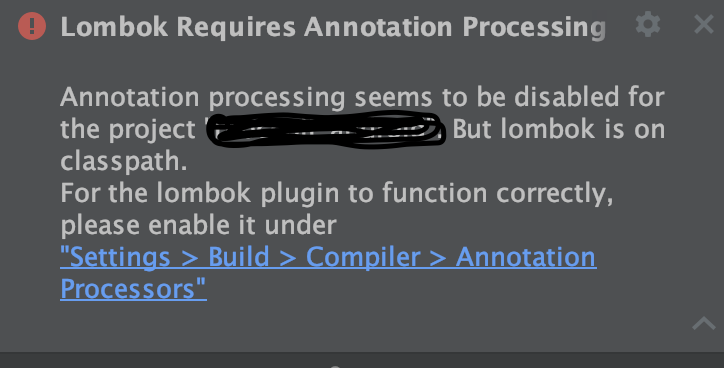 Lombok Requires Annotation Processing
Annotation processing seems to be disabled for
the project But lombok is on
classpath.
For the lombok plugin to function correctly,
please enable it under
"Settings > Build > Compiler > Annotation
Processors"